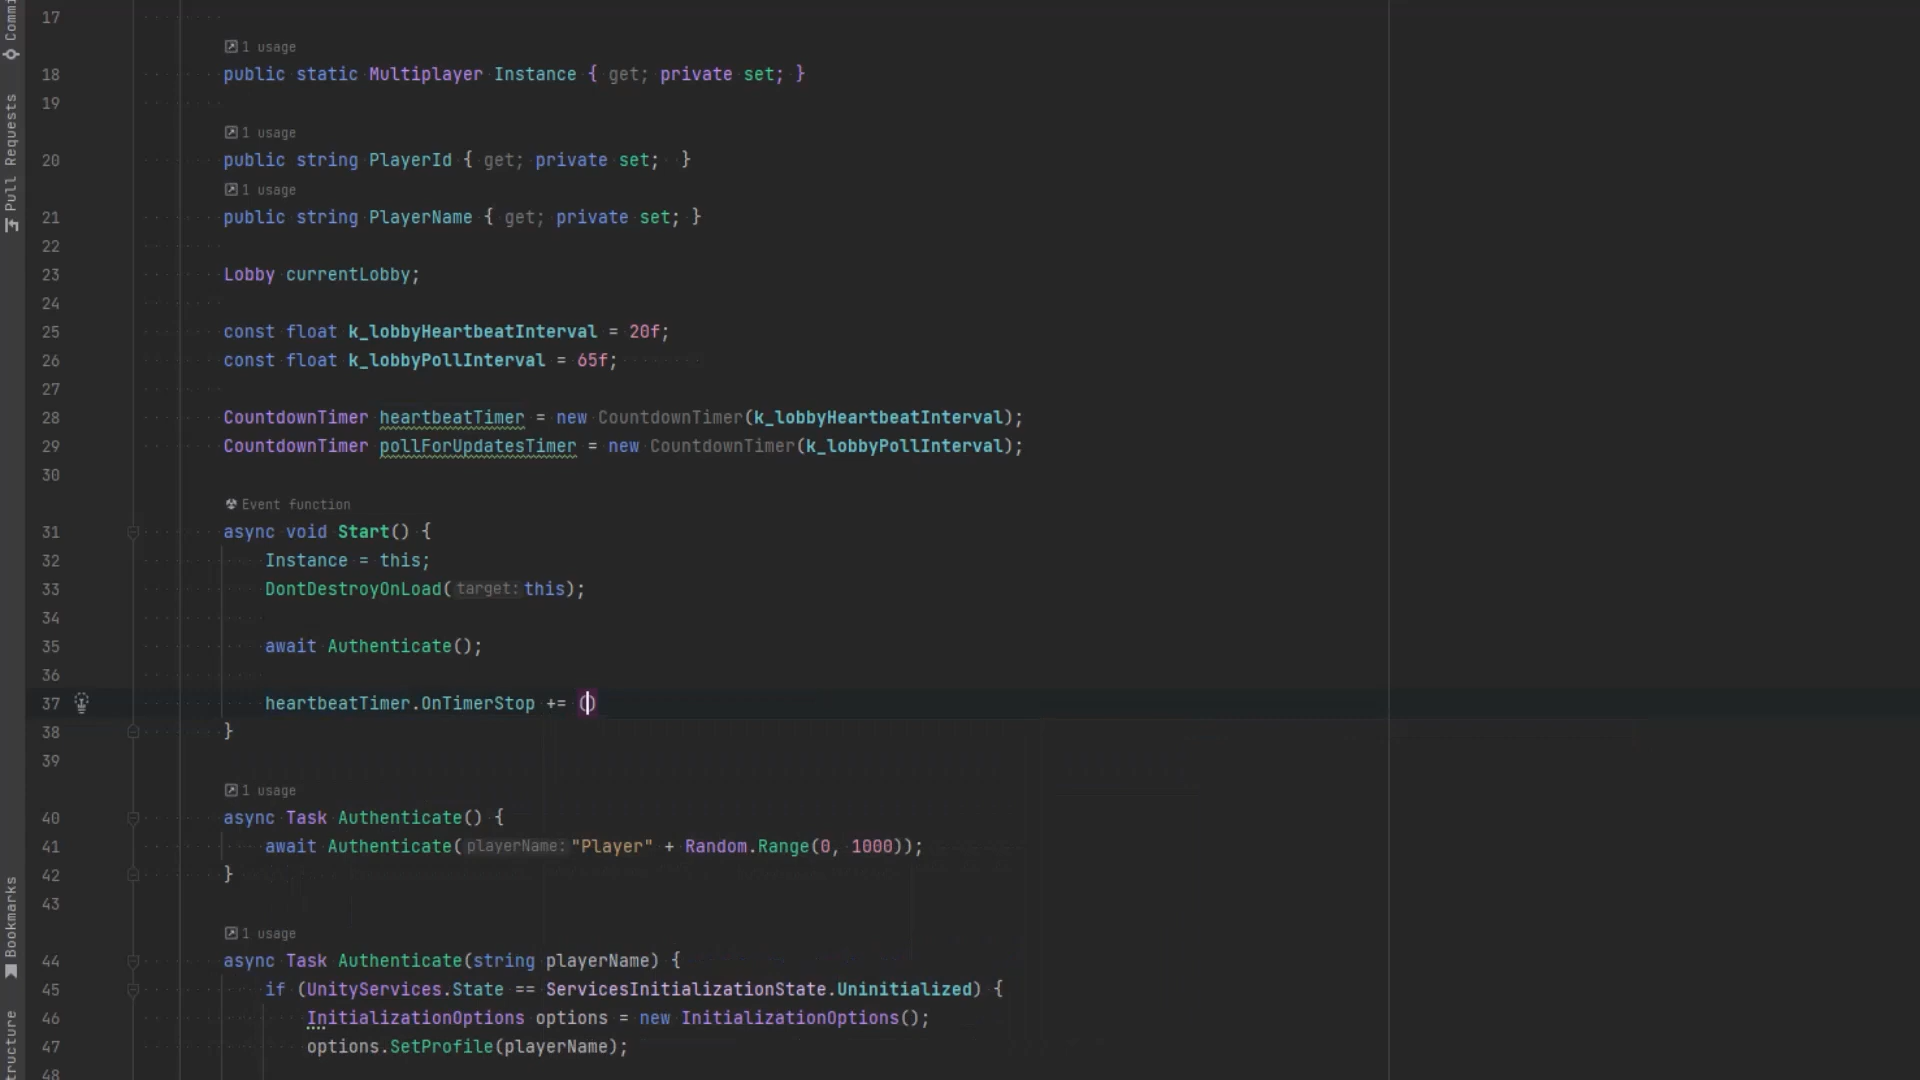 Commi
Pull Requests
Bookmarks
tructure
17
1 usage
18 public static Multiplayer Instance { get; private set; }
19
1 usage
20 public string PlayerId { get; private set;  }
1 usage
21 public string PlayerName { get; private set; }
22
23 Lobby currentLobby;
24
25 const float k_lobbyHeartbeatInterval = 20f;
26 const float k_lobbyPollInterval = 65f;
27
28 CountdownTimer heartbeatTimer = new CountdownTimer(k_lobbyHeartbeatInterval);
29 CountdownTimer pollForUpdatesTimer = new CountdownTimer(k_lobbyPollInterval);
30
Event function
31 async void Start() {
32 Instance = this;
33 DontDestroyOnLoad(target:this);
34
35 await Authenticate();
36
37 heartbeatTimer.OnTimerStop += ()
38 }
39
1 usage
40 async Task Authenticate() {
41 await Authenticate(playerName:"Player" + Random.Range(0, 1000));
42 }
43
1 usage
44 async Task Authenticate(string playerName) {
45 if (UnityServices.State == ServicesInitializationState.Uninitialized) {
46 InitializationOptions options = new InitializationOptions();
47 options.SetProfile(playerName);
48